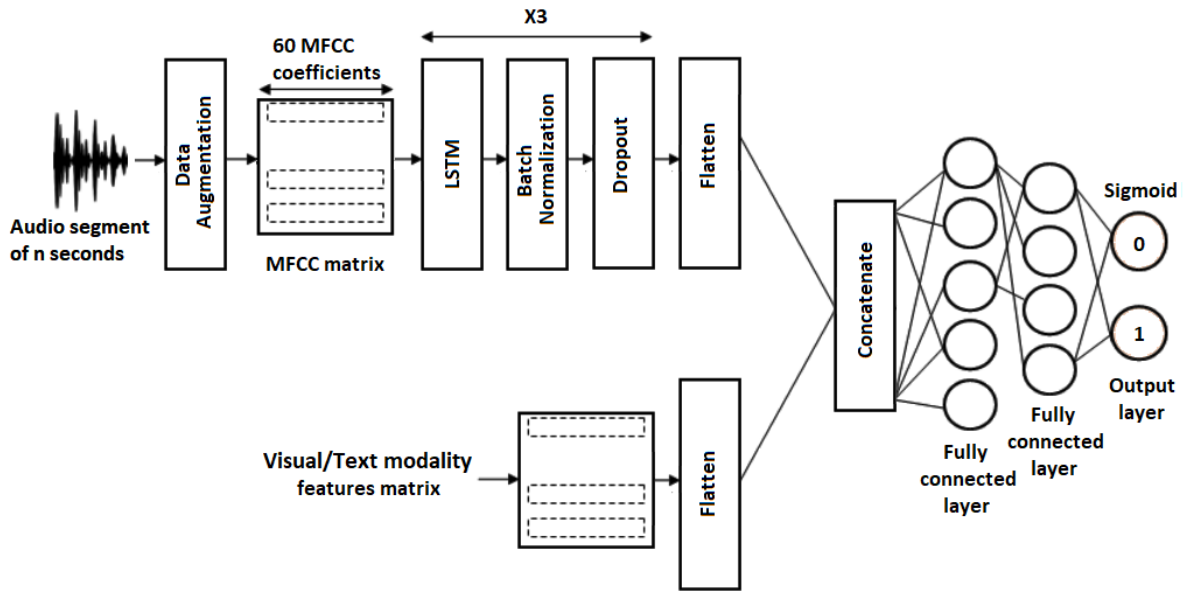 X3
60 MFCC
coefficients
Audio segment
of n seconds
Data
Augmentation
MFCC matrix
LSTM
Batch
Normalization
Dropout
Flatten
Visual/Text modality
features matrix
Flatten
Concatenate
Fully
connected
layer
Fully
connected
layer
Sigmoid
0
1
Output
layer